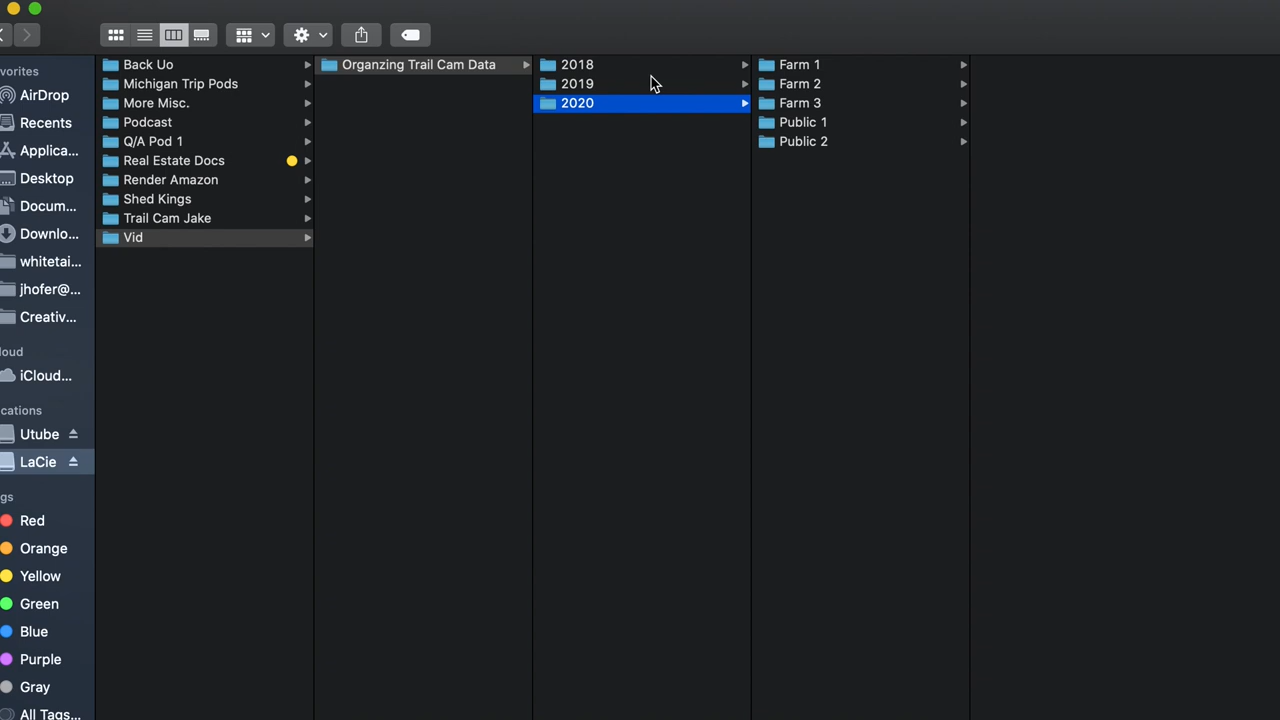 vorites
AirDrop
Recents
Applica...
Desktop
Docum...
Downlo...
whitetai...
jhofer@...
Creativ...
loud
iCloud...
cations
Utube
LaCie
gs
Red
Orange
Yellow
Green
Blue
Purple
Gray
All Tags...
Back Uo
Michigan Trip Pods
More Misc.
Podcast
Q/A Pod 1
Real Estate Docs
Render Amazon
Shed Kings
Trail Cam Jake
Vid
Organzing Trail Cam Data
2018
2019
2020
Farm 1
Farm 2
Farm 3
Public 1
Public 2